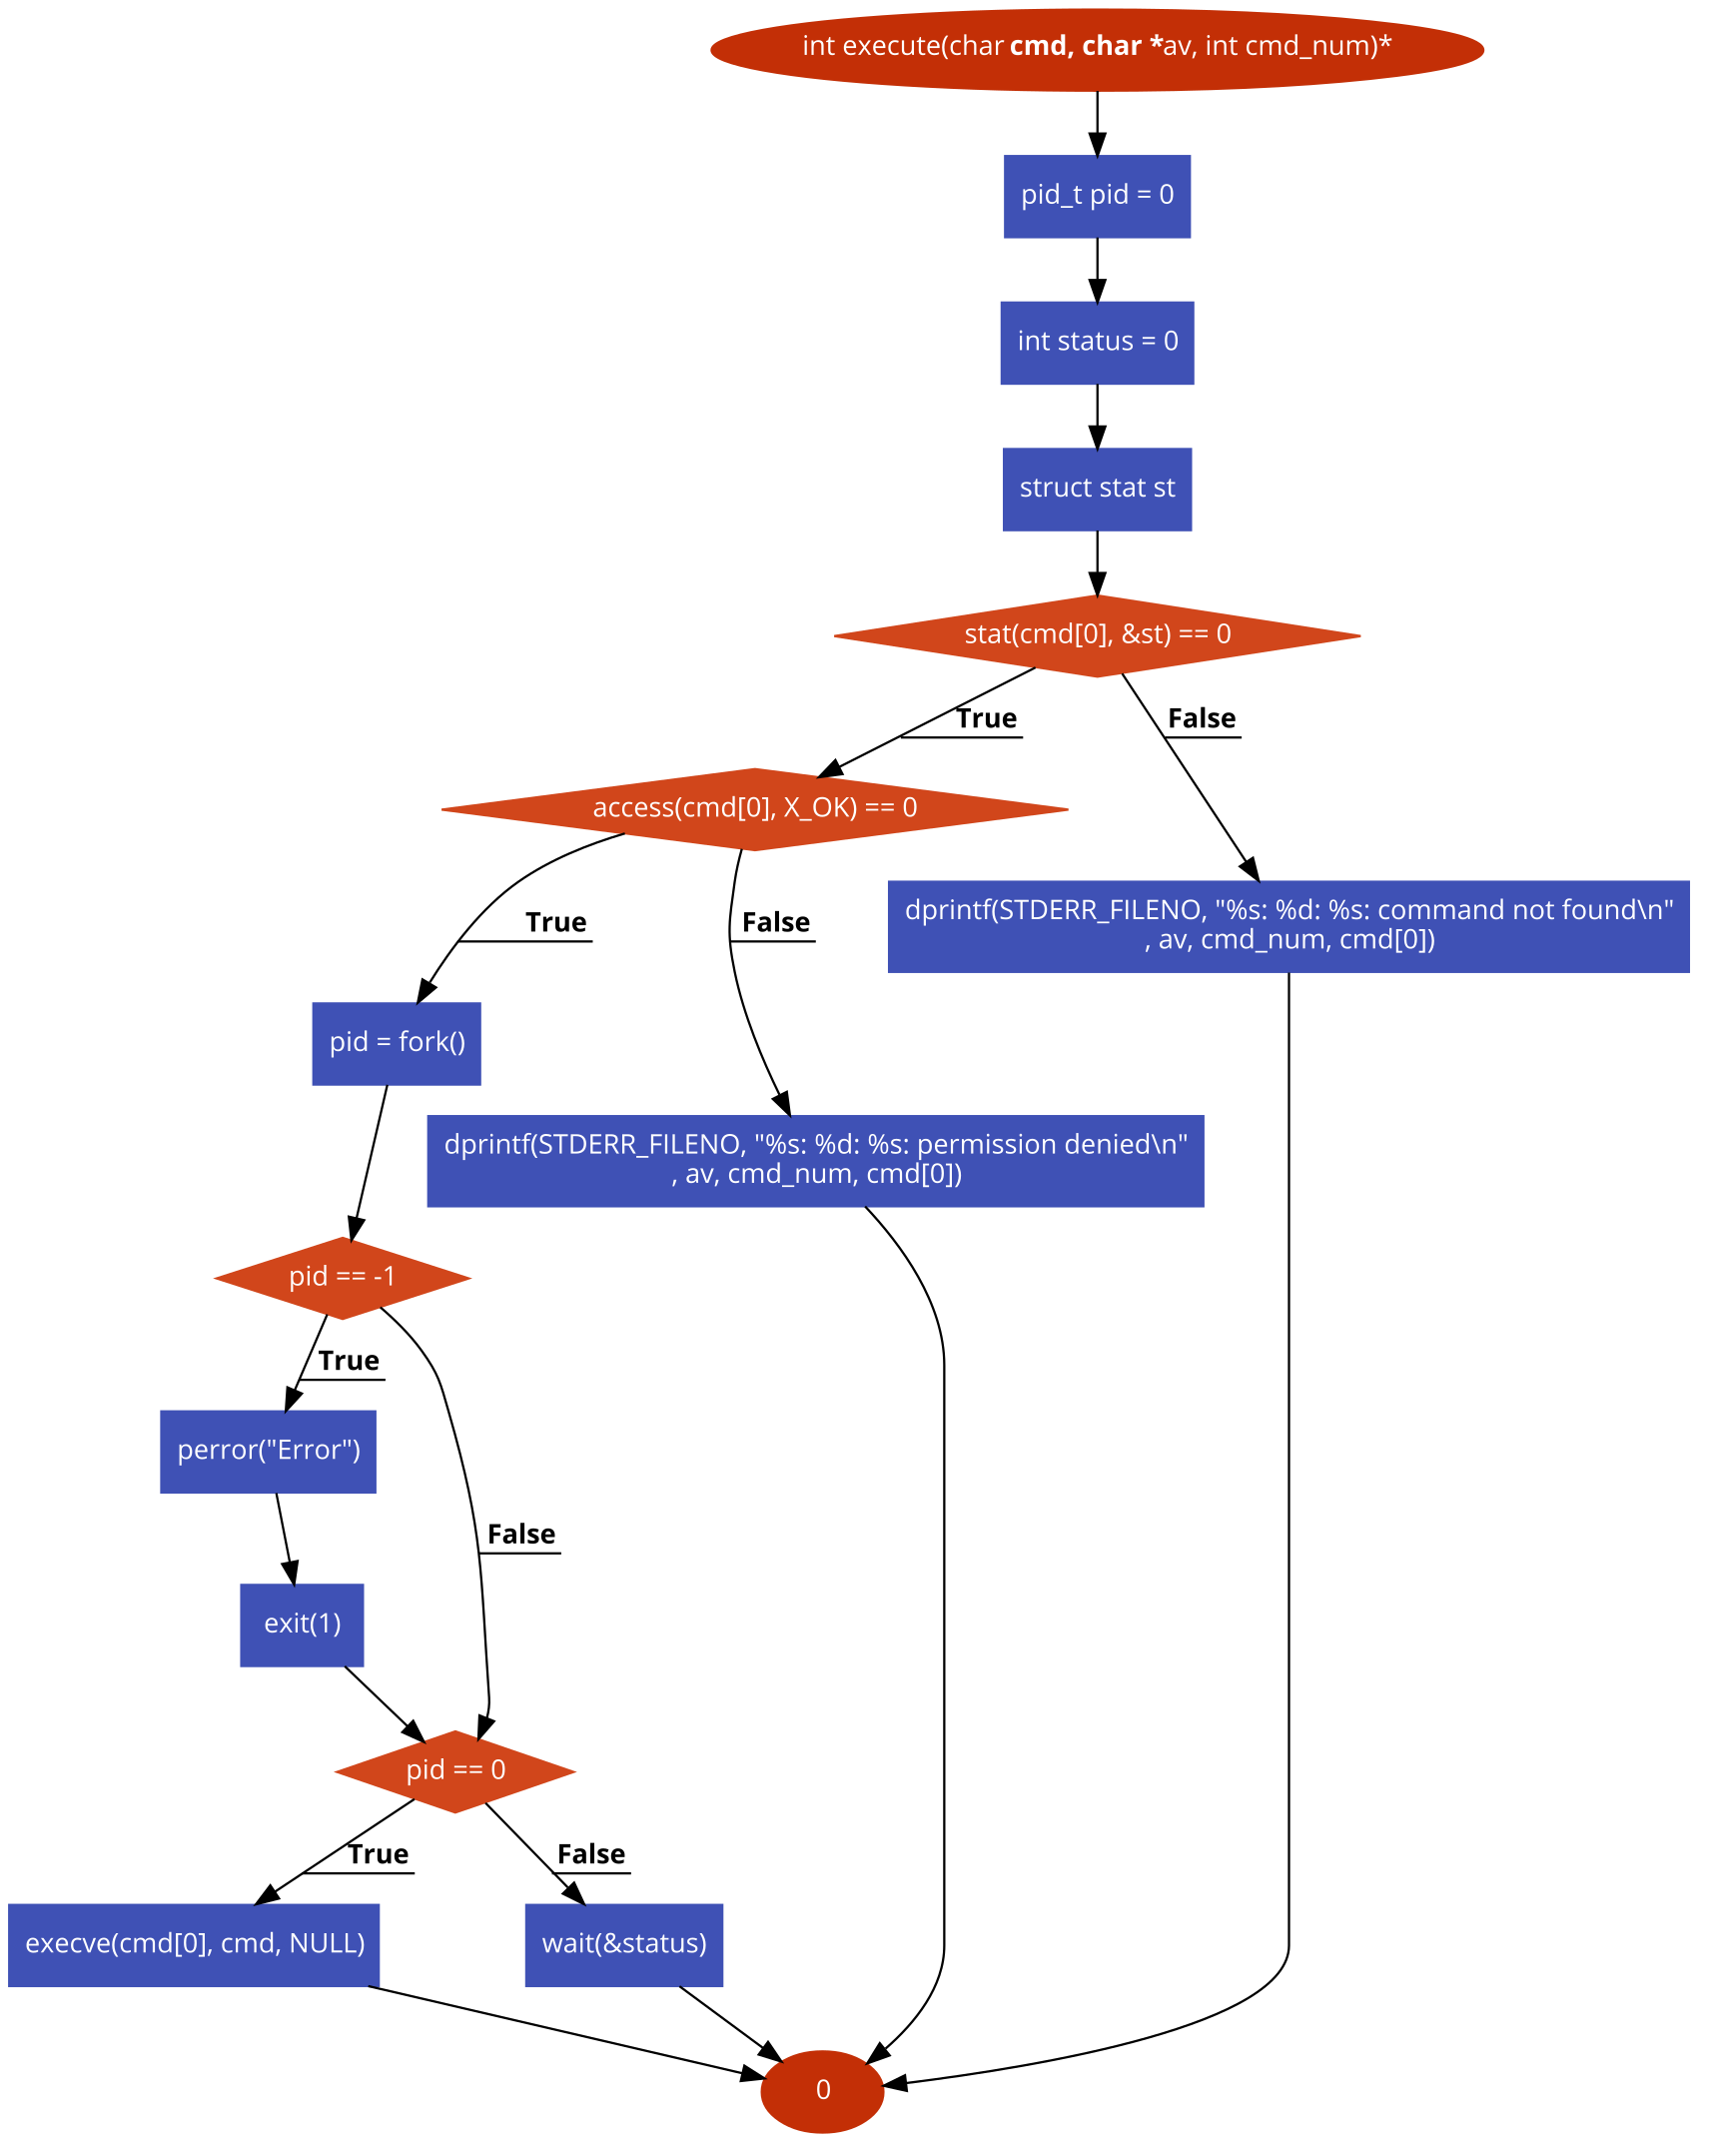 int execute(char cmd, char *av, int cmd_num)*
pid_t pid = 0
int status = 0
struct stat st
stat(cmd[0], &st) == 0
True
False
access(cmd[0], X_OK) == 0
dprintf(STDERR_FILENO, "%s: %d: %s: command not found\n"
, av, cmd_num, cmd[0])
True
False
pid = fork()
dprintf(STDERR_FILENO, "%s: %d: %s: permission denied\n"
, av, cmd_num, cmd[0])
pid == -1
True
perror("Error")
False
exit(1)
pid == 0
True
False
execve(cmd[0], cmd, NULL)
wait(&status)
0